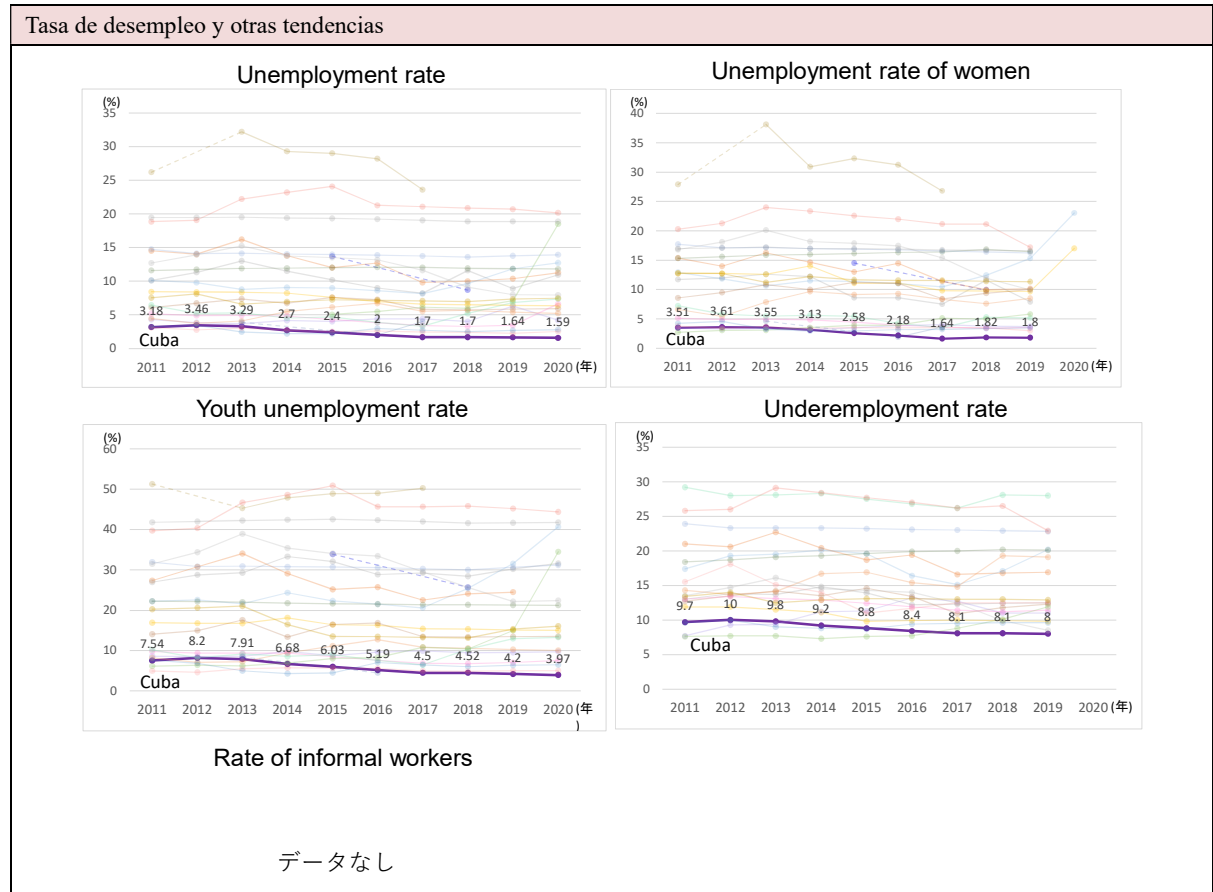 Tasa de desempleo y otras tendencias
Unemployment rate
(%)
35
30
25
20
15
10
5
0
3.18 3.46 3.29 2.7 2.4 2 1.7 1.7 1.64 1.59
Cuba
2011 2012 2013 2014 2015 2016 2017 2018 2019 2020 (年)
Unemployment rate of women
(%)
40
35
30
25
20
15
10
5
0
3.51 3.61 3.55 3.13 2.58 2.18 1.64 1.82 1.8
Cuba
2011 2012 2013 2014 2015 2016 2017 2018 2019 2020 (年)
Youth unemployment rate
(%)
60
50
40
30
20
10
0
7.54 8.2 7.91 6.68 6.03 5.19 4.5 4.52 4.2 3.97
Cuba
2011 2012 2013 2014 2015 2016 2017 2018 2019 2020 (年
)
Underemployment rate
(%)
35
30
25
20
15
10
5
0
9.7 10 9.8 9.2 8.8 8.4 8.1 8.1 8
Cuba
2011 2012 2013 2014 2015 2016 2017 2018 2019 2020 (年)
Rate of informal workers
データなし